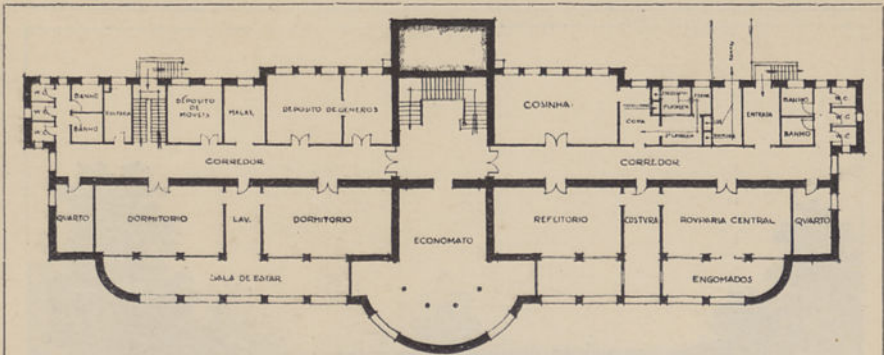 W.C.
W.C.
W.C.
BANHO
BANHO
DEPÓSITO
DE
MOVEIS
MALAS
DEPOSITO DE GENEROS
COSINHA
COPA
ENTRADA
BANHO
BANHO
W.C.
W.C.
W.C.
CORREDOR
CORREDOR
QUARTO
DORMITORIO
LAV.
DORMITORIO
ECONOMATO
REFEITORIO
COSTURA
ROUPARIA CENTRAL
QUARTO
SALA DE ESTAR
ENGOMADOS